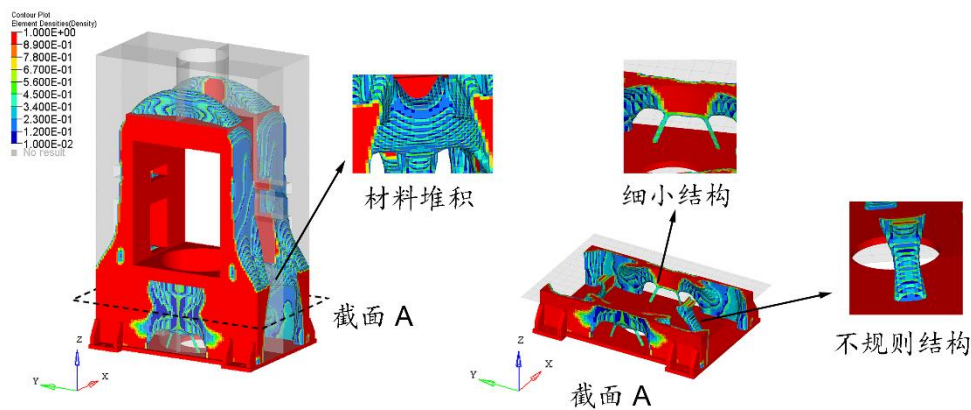 Contour Plot
Element Densities(Density)
1.000E+00
8.900E-01
7.800E-01
6.700E-01
5.600E-01
4.500E-01
3.400E-01
2.300E-01
1.200E-01
1.000E-02
No result
材料堆积
细小结构
不规则结构
截面 A
截面 A
Z
Y
X
Z
Y
X